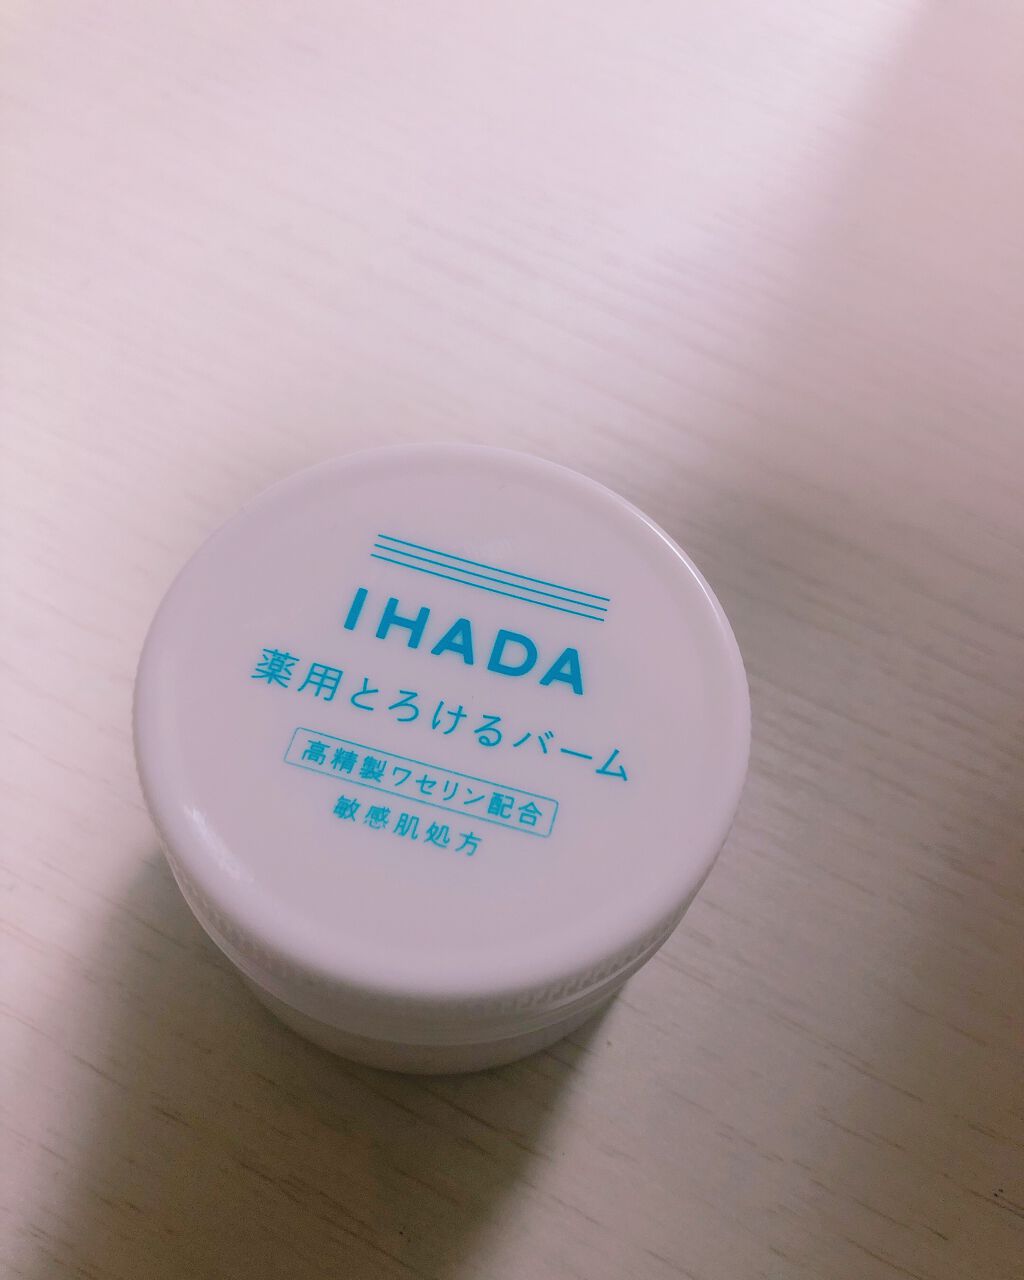 IHADA
薬用とろけるバーム
高精製ワセリン配合
敏感肌処方